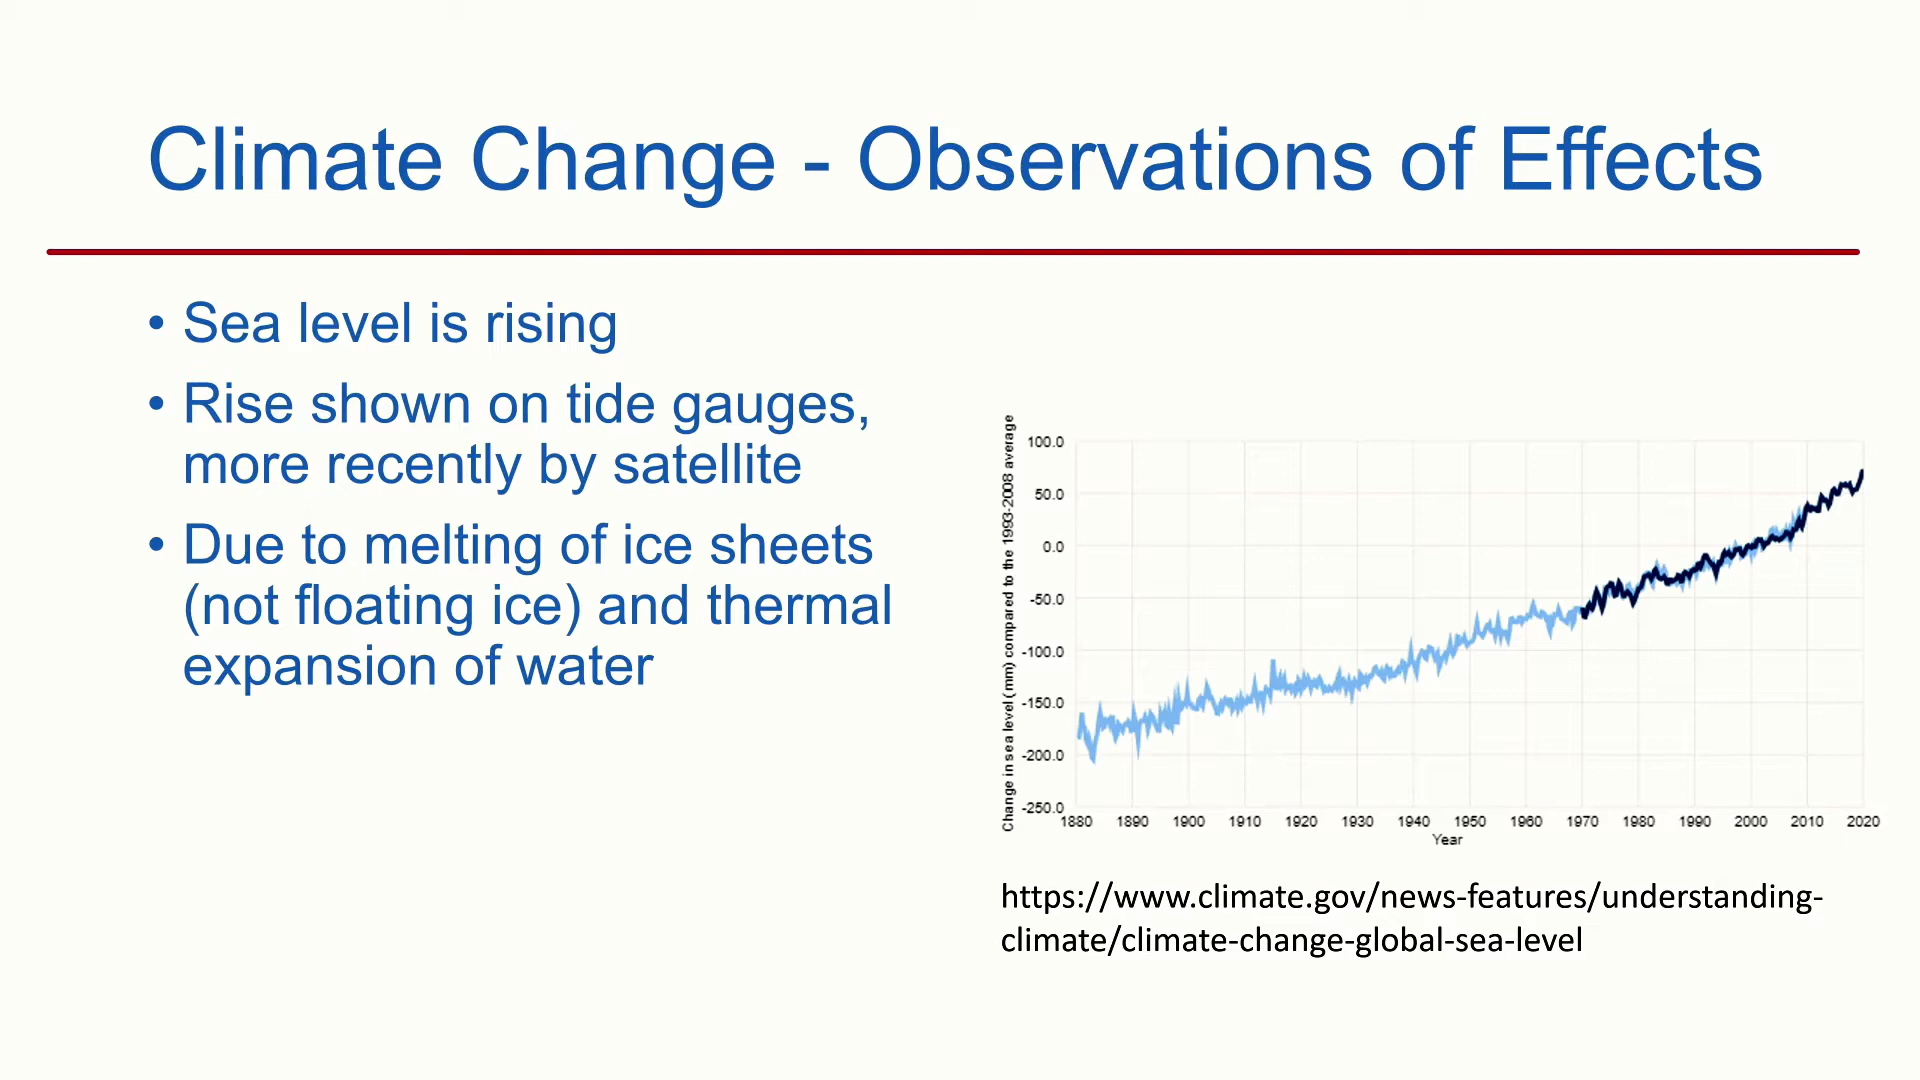 Climate Change - Observations of Effects
• Sea level is rising
• Rise shown on tide gauges,
more recently by satellite
• Due to melting of ice sheets
(not floating ice) and thermal
expansion of water
Change in sea level (mm) compared to the 1993-2008 average
100.0
50.0
0.0
-50.0
-100.0
-150.0
-200.0
-250.0
1880 1890 1900 1910 1920 1930 1940 1950 1960 1970 1980 1990 2000 2010 2020
Year
https://www.climate.gov/news-features/understanding-
climate/climate-change-global-sea-level